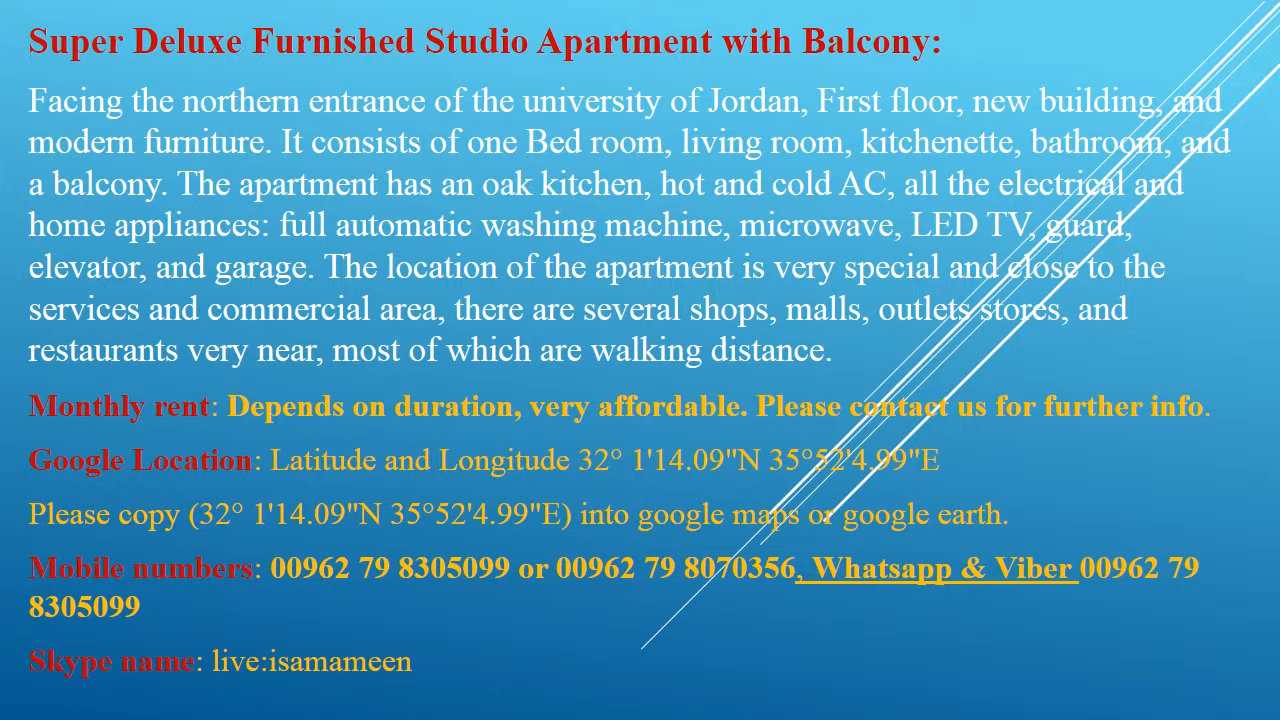 Super Deluxe Furnished Studio Apartment with Balcony:
Facing the northern entrance of the university of Jordan, First floor, new building, and
modern furniture. It consists of one Bed room, living room, kitchenette, bathroom, and
a balcony. The apartment has an oak kitchen, hot and cold AC, all the electrical and
home appliances: full automatic washing machine, microwave, LED TV, guard,
elevator, and garage. The location of the apartment is very special and close to the
services and commercial area, there are several shops, malls, outlets stores, and
restaurants very near, most of which are walking distance.
Monthly rent: Depends on duration, very affordable. Please contact us for further info.
Google Location: Latitude and Longitude 32° 1'14.09"N 35°52'4.99"E
Please copy (32° 1'14.09"N 35°52'4.99"E) into google maps or google earth.
Mobile numbers: 00962 79 8305099 or 00962 79 8070356, Whatsapp & Viber 00962 79
8305099
Skype name: live:isamameen